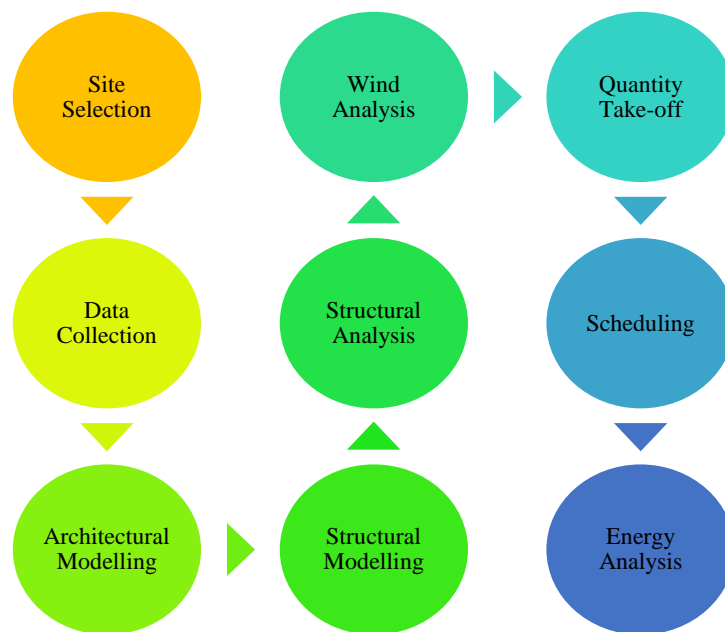 Site
Selection
Data
Collection
Architectural
Modelling
Structural
Modelling
Structural
Analysis
Wind
Analysis
Quantity
Take-off
Scheduling
Energy
Analysis